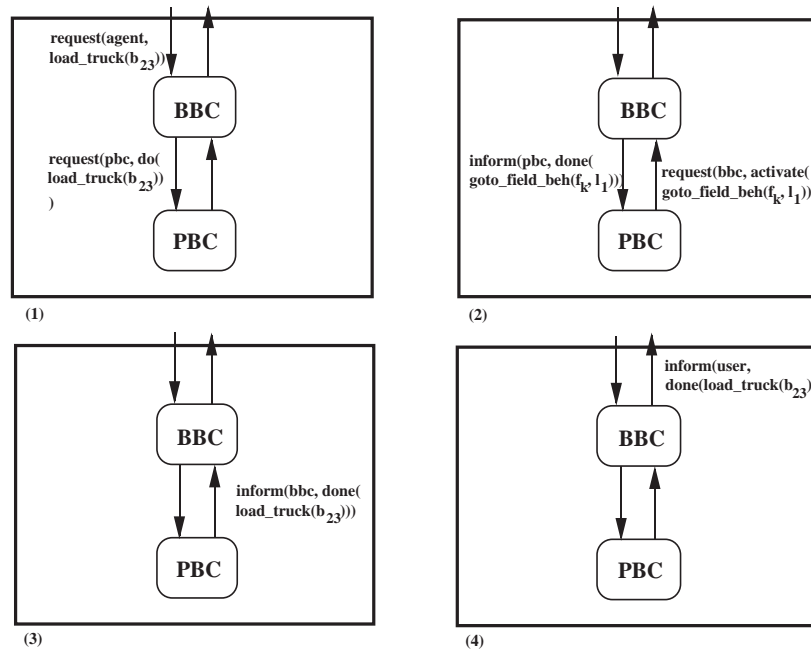 request(agent,
load_truck(b23))
BBC
request(pbc, do(
load_truck(b23))
)
PBC
(1)
BBC
inform(pbc, done(
goto_field_beh(fk, l1)))
request(bbc, activate(
goto_field_beh(fk, l1))
PBC
(2)
BBC
inform(bbc, done(
load_truck(b23)))
PBC
(3)
inform(user,
done(load_truck(b23)
BBC
PBC
(4)